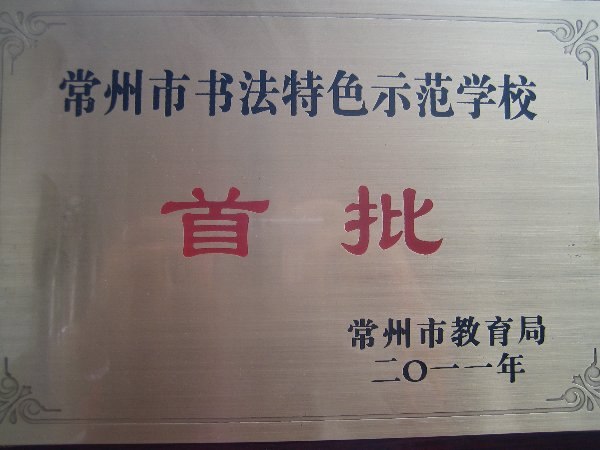 常州市书法特色示范学校
首批
常州市教育局
二〇一一年